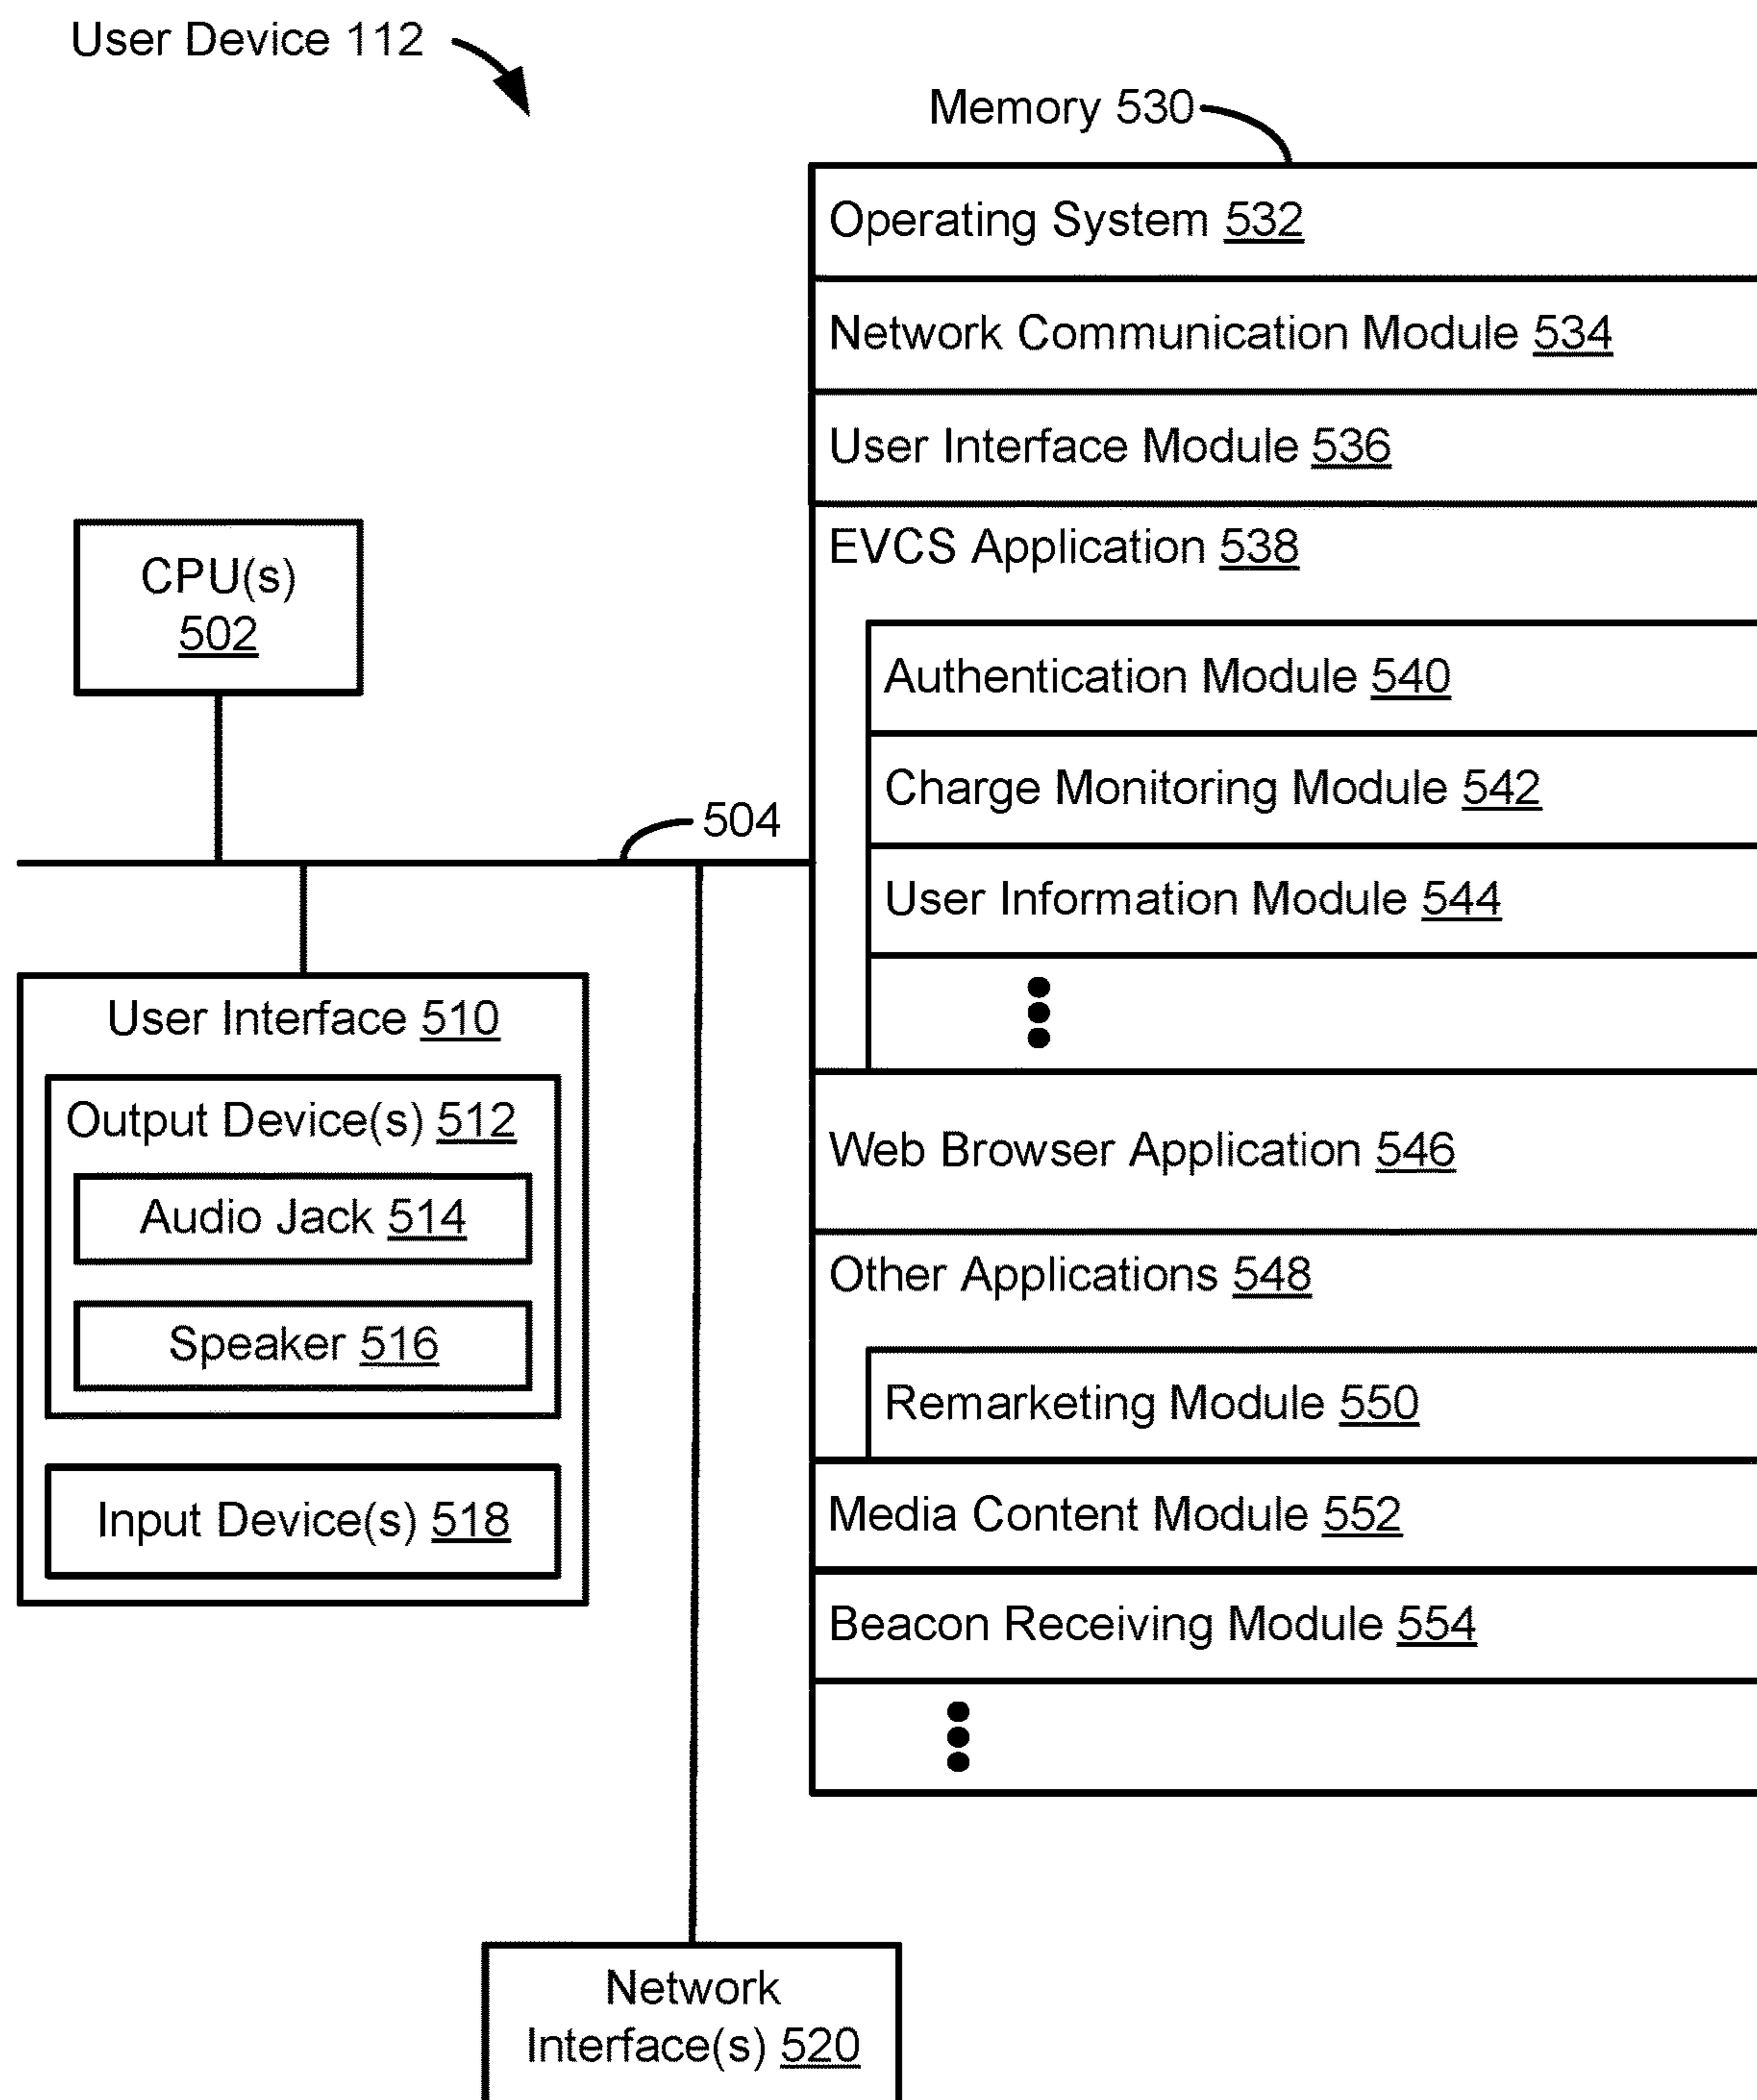 User Device 112
Memory 530
Operating System 532
Network Communication Module 534
User Interface Module 536
EVCS Application 538
Authentication Module 540
Charge Monitoring Module 542
User Information Module 544
Web Browser Application 546
Other Applications 548
Remarketing Module 550
Media Content Module 552
Beacon Receiving Module 554
CPU(s)
502
504
User Interface 510
Output Device(s) 512
Audio Jack 514
Speaker 516
Input Device(s) 518
Network
Interface(s) 520